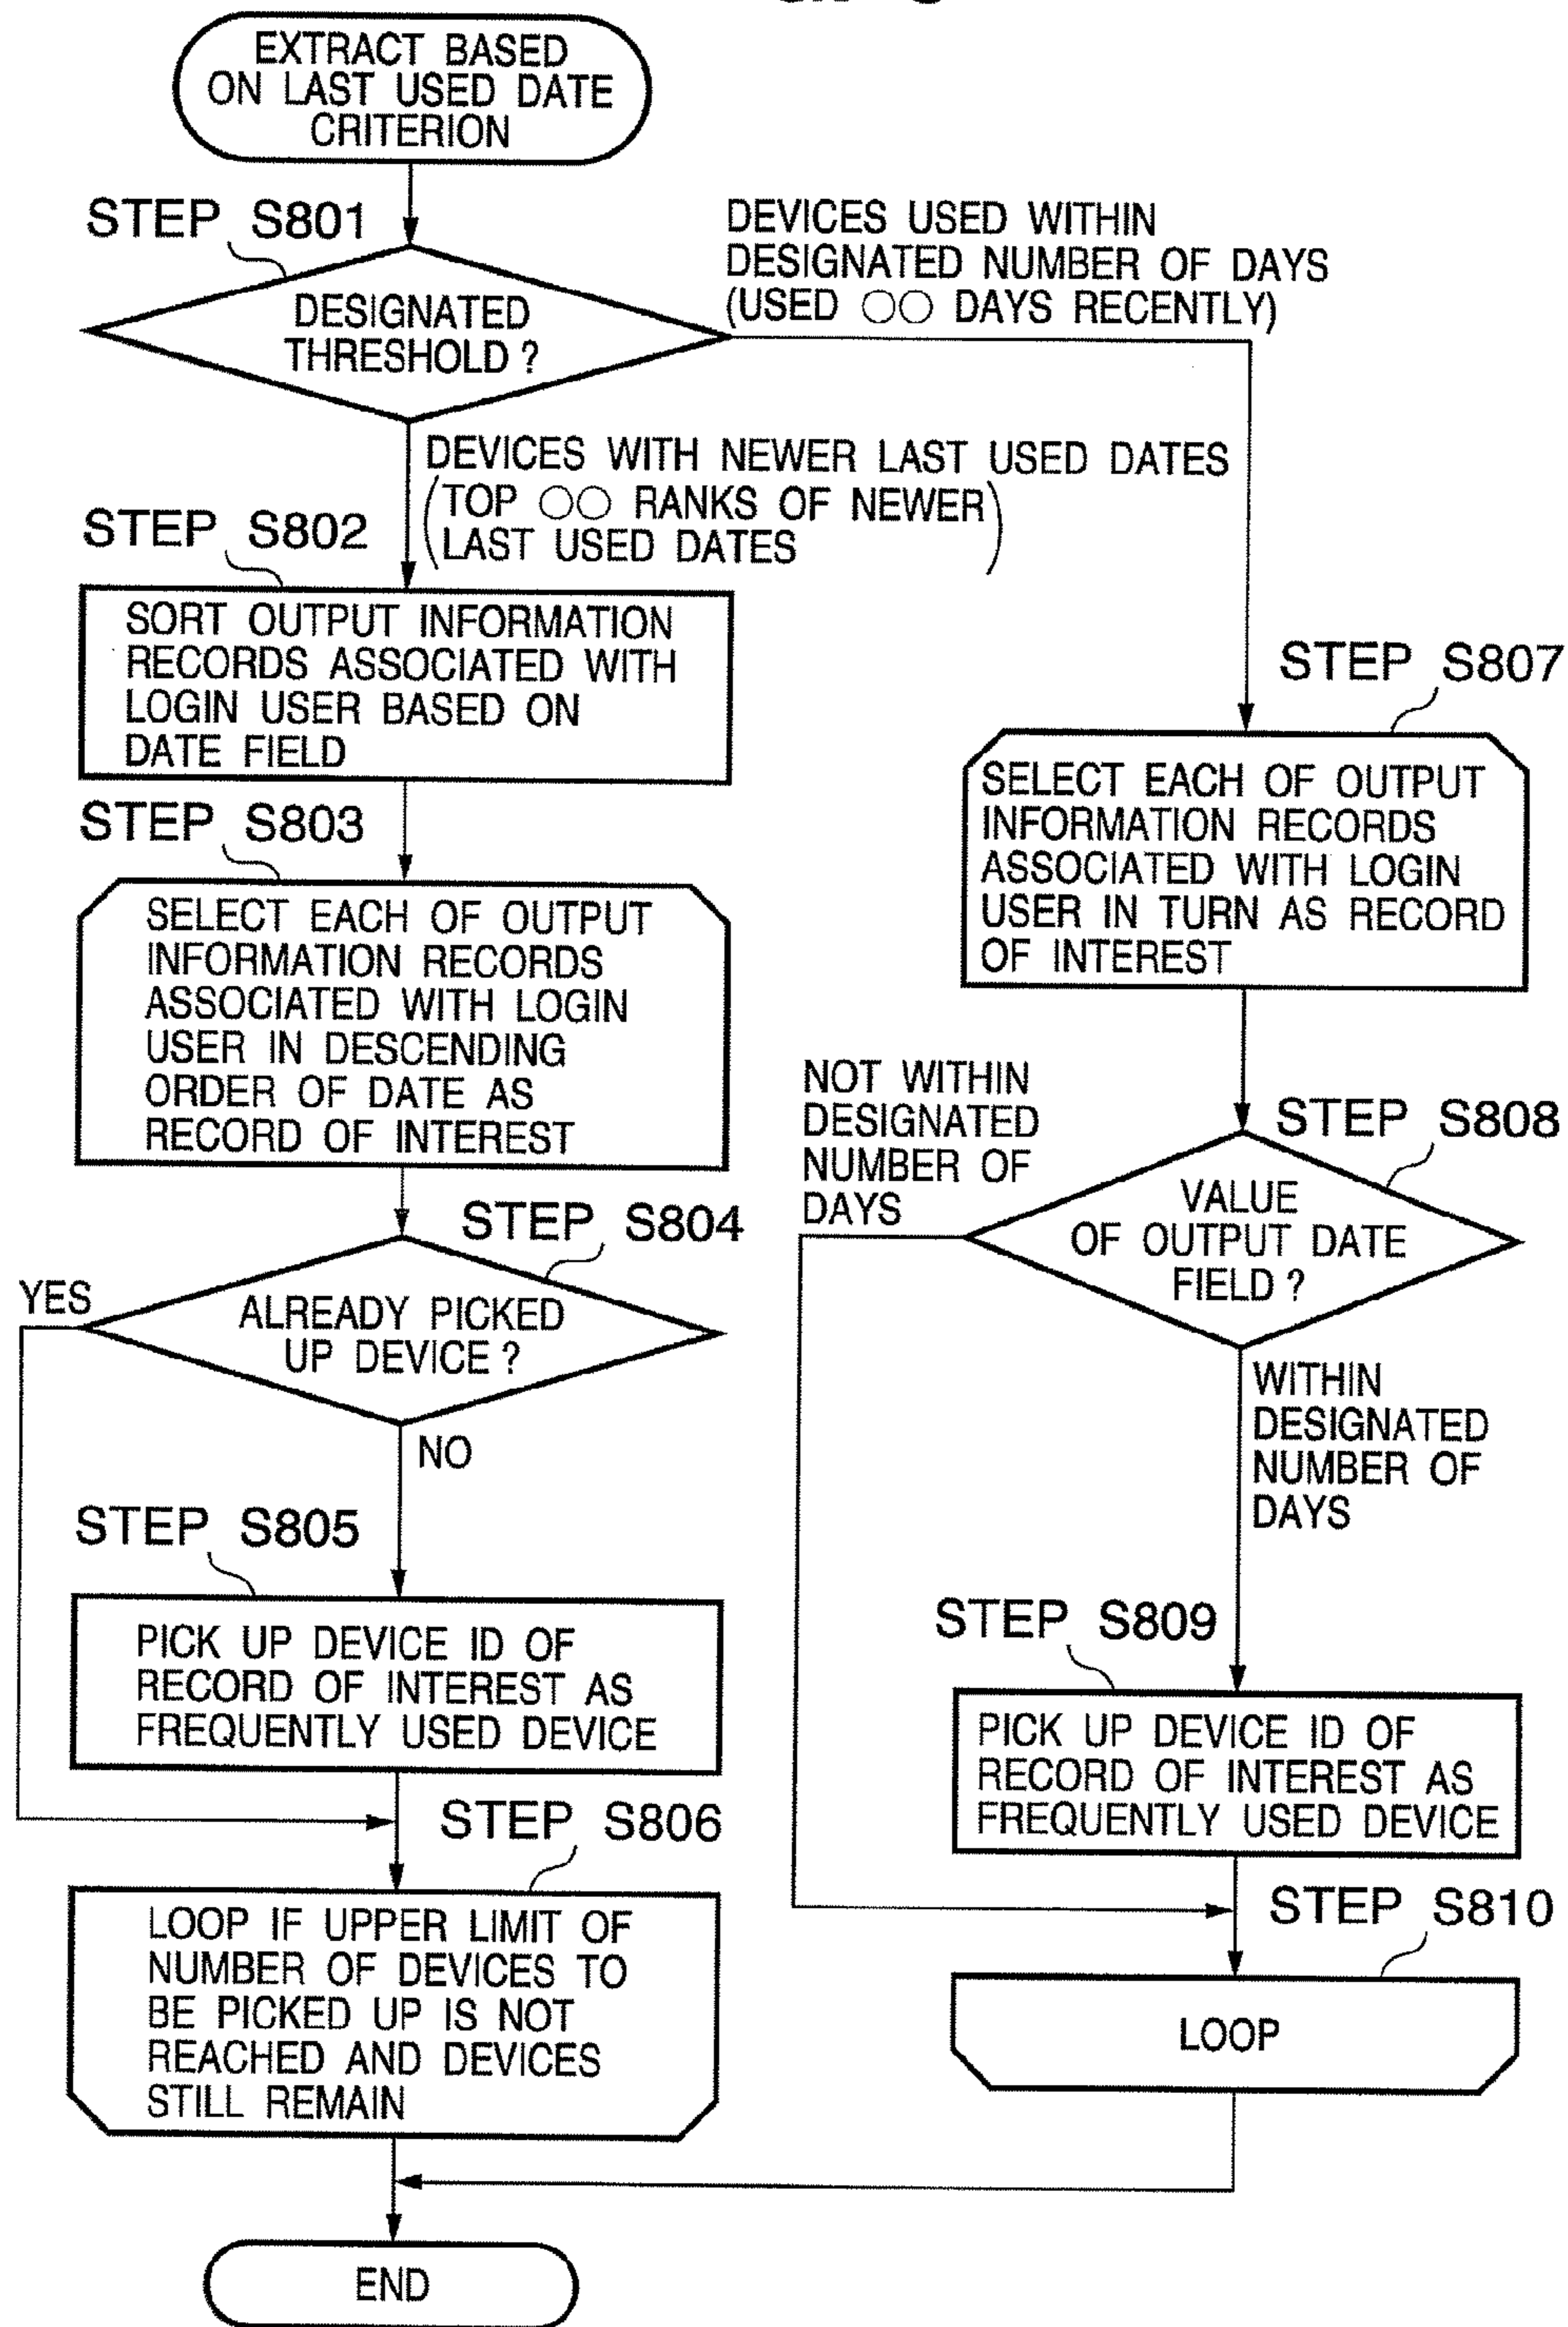 EXTRACT BASED
ON LAST USED DATE
CRITERION
STEP S801
DESIGNATED
THRESHOLD ?
DEVICES USED WITHIN
DESIGNATED NUMBER OF DAYS
(USED ○○ DAYS RECENTLY)
DEVICES WITH NEWER LAST USED DATES
(TOP ○○ RANKS OF NEWER
LAST USED DATES)
STEP S802
SORT OUTPUT INFORMATION
RECORDS ASSOCIATED WITH
LOGIN USER BASED ON
DATE FIELD
STEP S803
SELECT EACH OF OUTPUT
INFORMATION RECORDS
ASSOCIATED WITH LOGIN
USER IN DESCENDING
ORDER OF DATE AS
RECORD OF INTEREST
STEP S804
YES
ALREADY PICKED
UP DEVICE ?
NO
STEP S805
PICK UP DEVICE ID OF
RECORD OF INTEREST AS
FREQUENTLY USED DEVICE
STEP S806
LOOP IF UPPER LIMIT OF
NUMBER OF DEVICES TO
BE PICKED UP IS NOT
REACHED AND DEVICES
STILL REMAIN
STEP S807
SELECT EACH OF OUTPUT
INFORMATION RECORDS
ASSOCIATED WITH LOGIN
USER IN TURN AS RECORD
OF INTEREST
NOT WITHIN
DESIGNATED
NUMBER OF
DAYS
STEP S808
VALUE
OF OUTPUT DATE
FIELD ?
WITHIN
DESIGNATED
NUMBER OF
DAYS
STEP S809
PICK UP DEVICE ID OF
RECORD OF INTEREST AS
FREQUENTLY USED DEVICE
STEP S810
LOOP
END